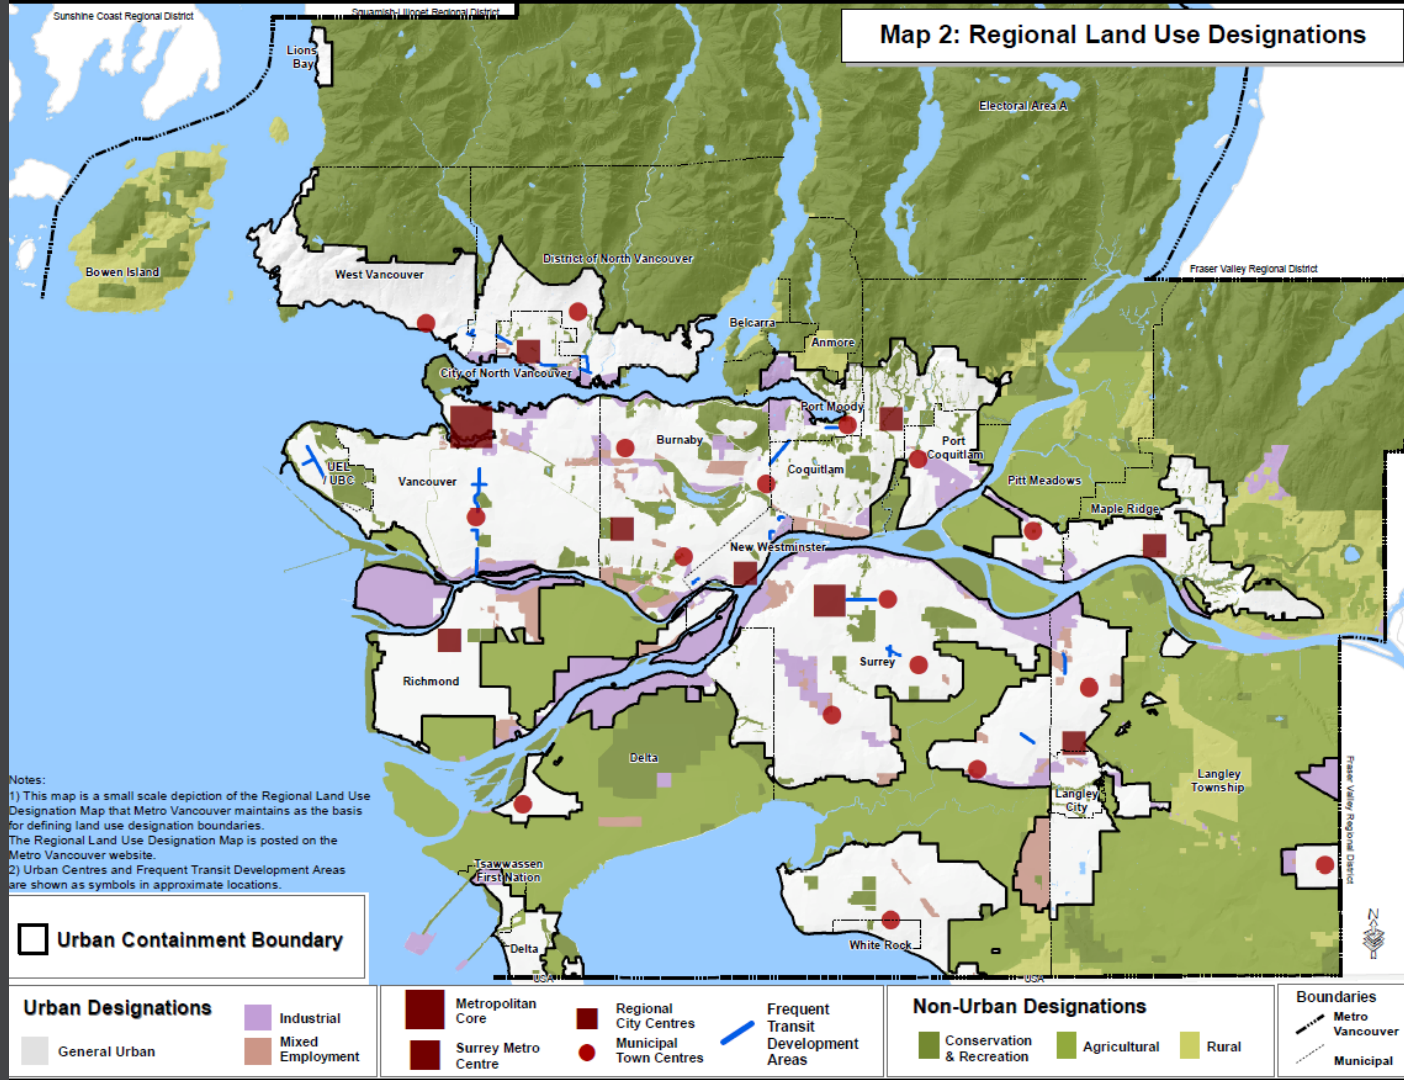 Sunshine Coast Regional District
Squamish-Lillooet Regional District
Map 2: Regional Land Use Designations
Lions
Bay
Electoral Area A
Bowen Island
West Vancouver
District of North Vancouver
Fraser Valley Regional District
Belcarra
Anmore
City of North Vancouver
Port Moody
Burnaby
Port
Coquitlam
Coquitlam
UEL
/ UBC
Vancouver
Pitt Meadows
Maple Ridge
New Westminster
Surrey
Richmond
Delta
Langley
Township
Langley
City
Fraser Valley Regional District
Tsawwassen
First Nation
Delta
White Rock
USA
USA
N
Notes:
1) This map is a small scale depiction of the Regional Land Use
Designation Map that Metro Vancouver maintains as the basis
for defining land use designation boundaries.
The Regional Land Use Designation Map is posted on the
Metro Vancouver website.
2) Urban Centres and Frequent Transit Development Areas
are shown as symbols in approximate locations.
Urban Containment Boundary
Urban Designations
General Urban
Industrial
Mixed
Employment
Metropolitan
Core
Surrey Metro
Centre
Regional
City Centres
Municipal
Town Centres
Frequent
Transit
Development
Areas
Non-Urban Designations
Conservation
& Recreation
Agricultural
Rural
Boundaries
Metro
Vancouver
Municipal